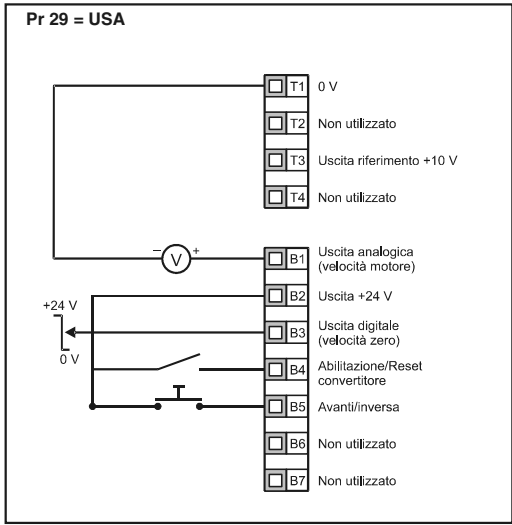 Pr 29 = USA
T1 0 V
T2 Non utilizzato
T3 Uscita riferimento +10 V
T4 Non utilizzato
– V + B1 Uscita analogica
(velocità motore)
B2 Uscita +24 V
+24 V
B3 Uscita digitale
(velocità zero)
0 V
B4 Abilitazione/Reset
convertitore
B5 Avanti/inversa
B6 Non utilizzato
B7 Non utilizzato